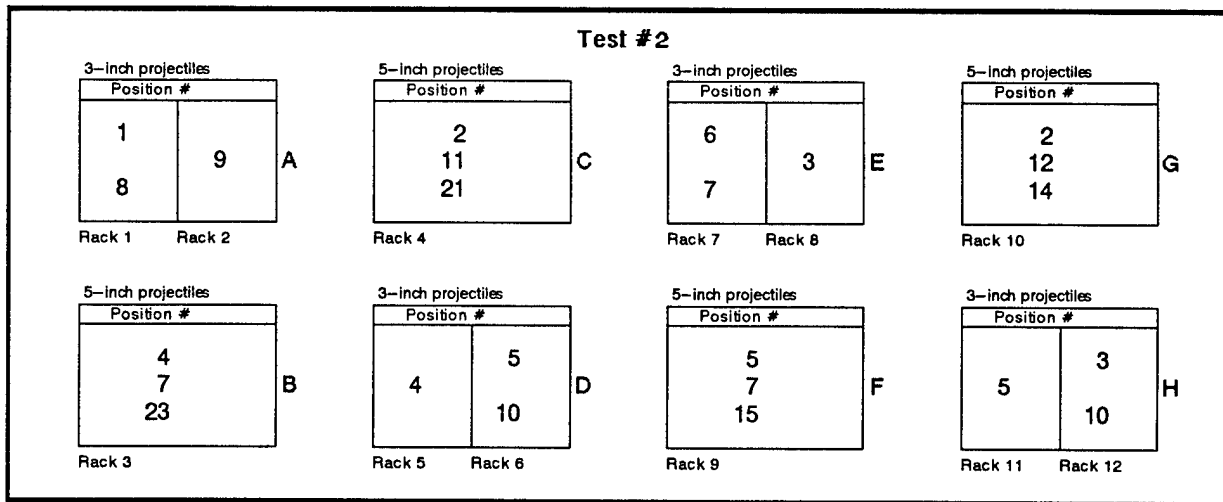 Test #2
3-inch projectiles
Position #
1
8
9
A
Rack 1 Rack 2
5-inch projectiles
Position #
2
11
21
C
Rack 4
3-inch projectiles
Position #
6
7
3
E
Rack 7 Rack 8
5-inch projectiles
Position #
2
12
14
G
Rack 10
5-inch projectiles
Position #
4
7
23
B
Rack 3
3-inch projectiles
Position #
4
5
10
D
Rack 5 Rack 6
5-inch projectiles
Position #
5
7
15
F
Rack 9
3-inch projectiles
Position #
5
3
10
H
Rack 11 Rack 12